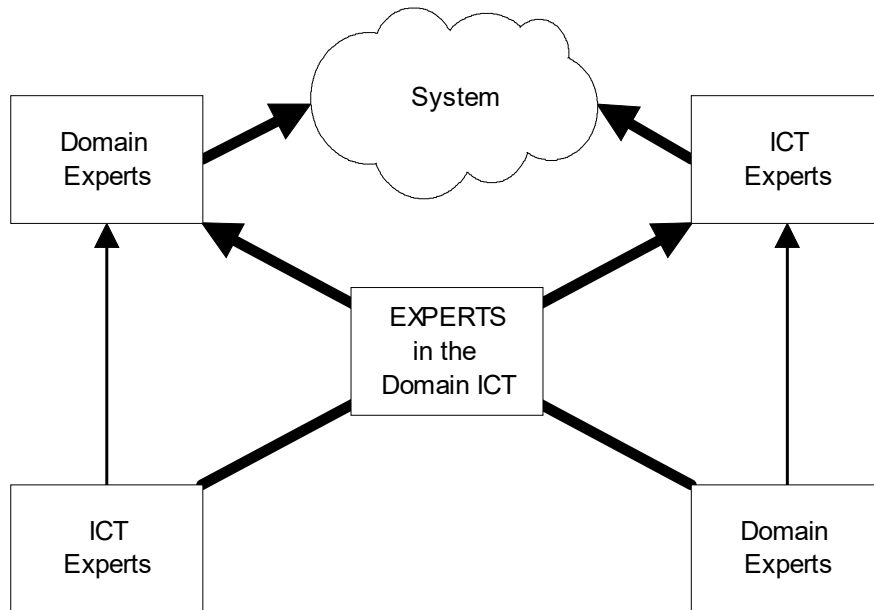 System
Domain
Experts
ICT
Experts
EXPERTS
in the
Domain ICT
ICT
Experts
Domain
Experts